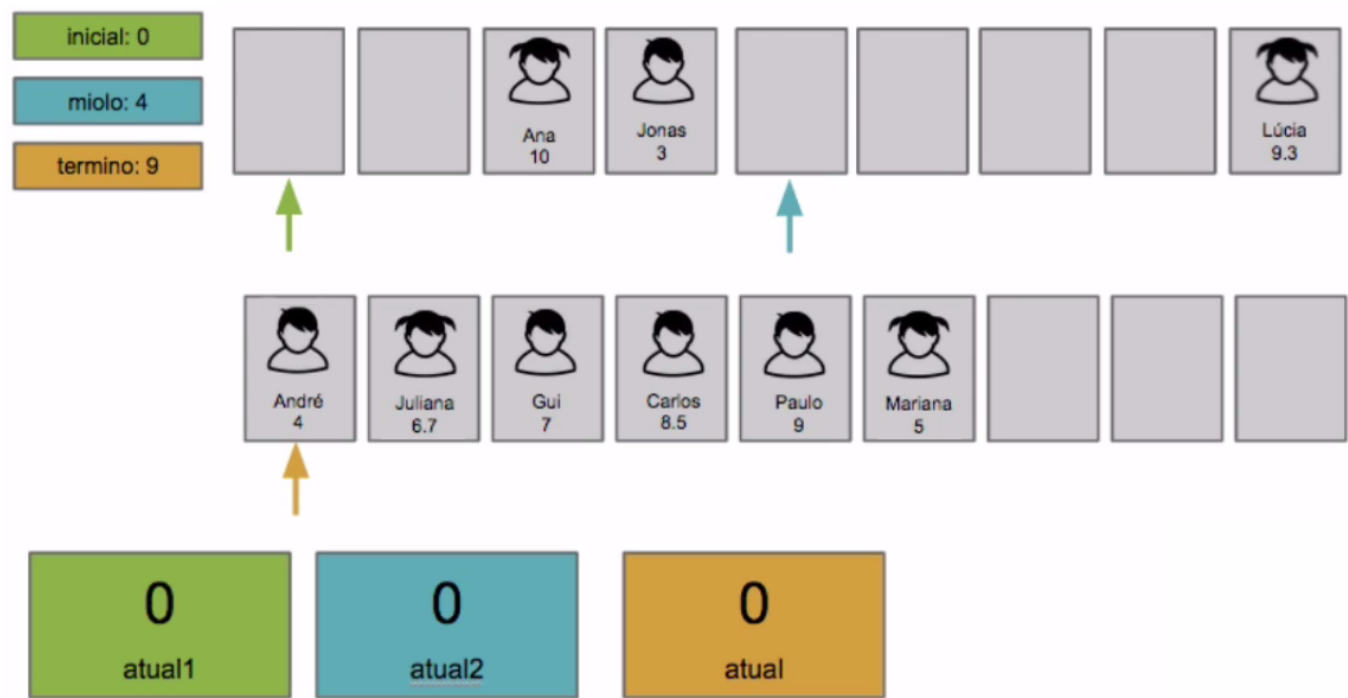 inicial: 0
miolo: 4
termino: 9
Ana
10
Jonas
3
Lúcia
9.3
André
4
Juliana
6.7
Gui
7
Carlos
8.5
Paulo
9
Mariana
5
0
atual1
0
atual2
0
atual